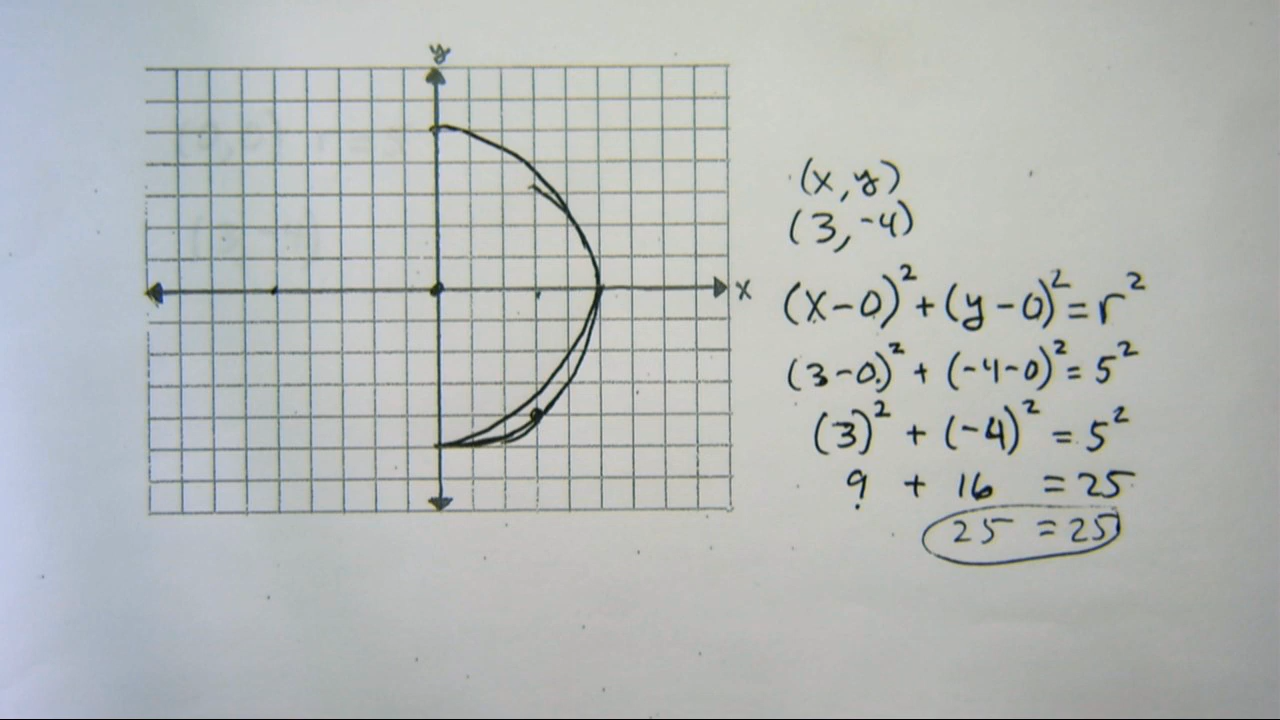 y
x
(x,y)
(3,-4)
(x-0)²+(y-0)²=r²
(3-0)²+(-4-0)²=5²
(3)²+(-4)²=5²
9+16=25
25=25